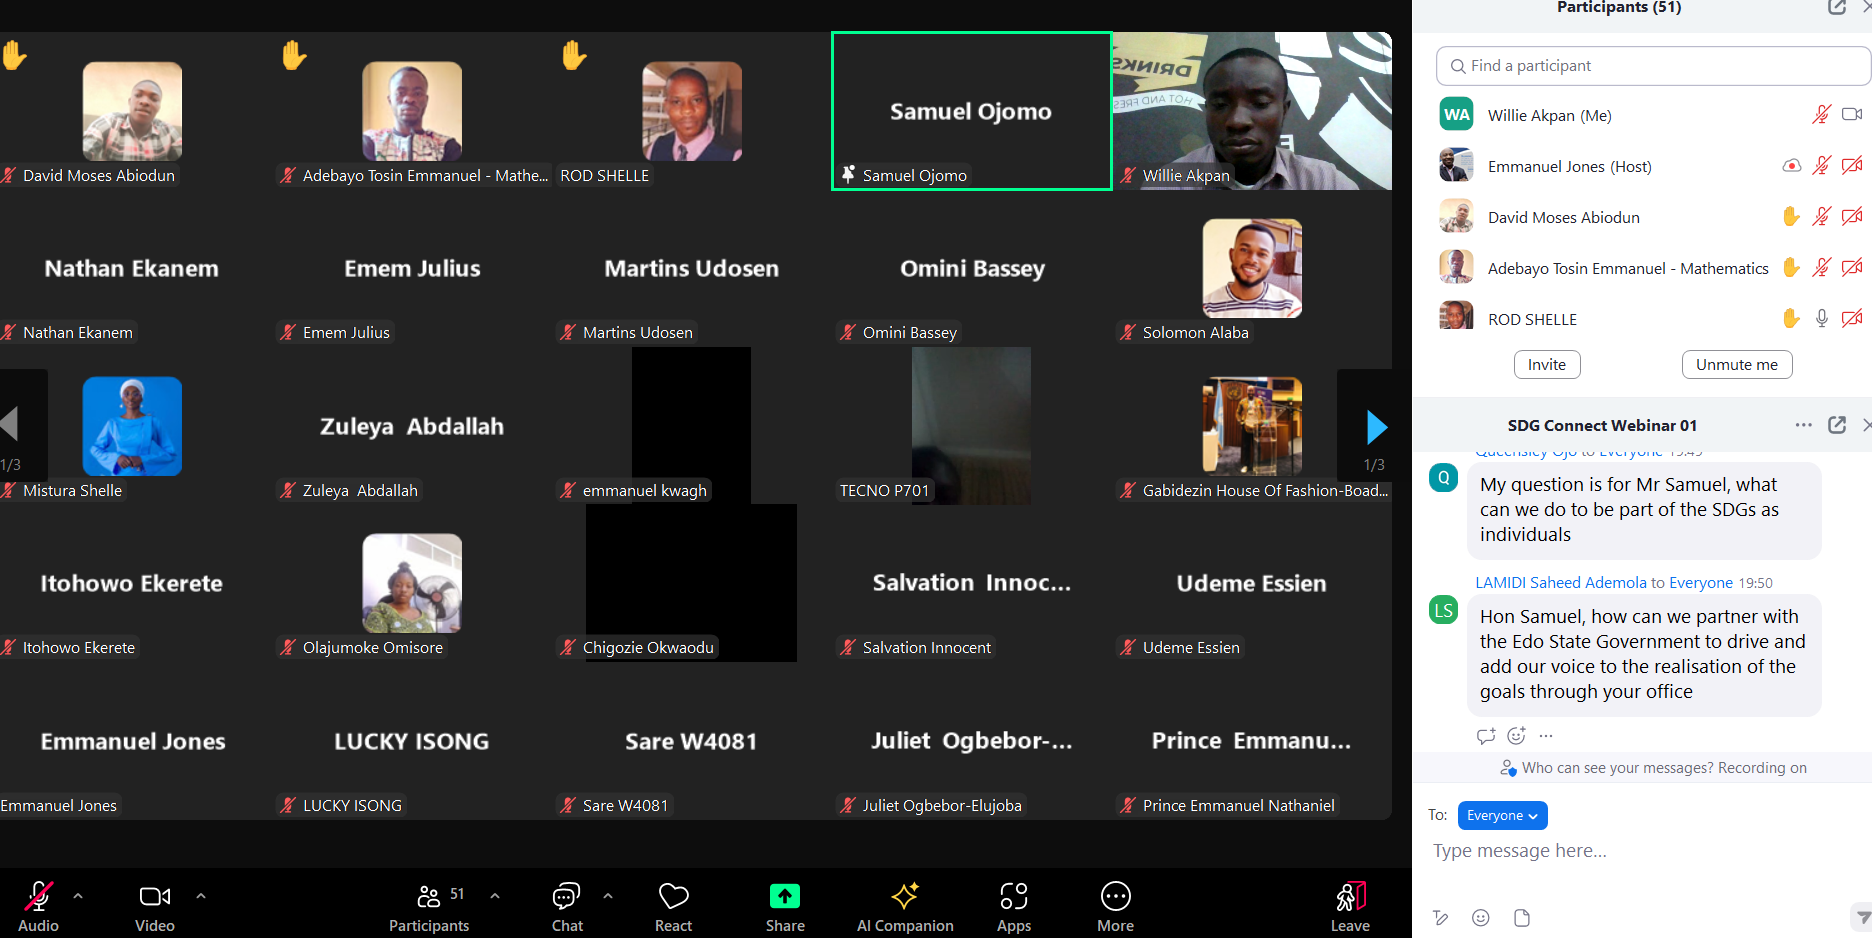 David Moses Abiodun
Adebayo Tosin Emmanuel - Mathe...
ROD SHELLE
Samuel Ojomo
Samuel Ojomo
DRINKS
HOT AND FRES
Willie Akpan
Nathan Ekanem
Nathan Ekanem
Emem Julius
Emem Julius
Martins Udosen
Martins Udosen
Omini Bassey
Omini Bassey
Solomon Alaba
1/3
Mistura Shelle
Zuleya Abdallah
Zuleya Abdallah
emmanuel kwagh
TECNO P701
1/3
Gabidezin House Of Fashion-Boad...
Itohowo Ekerete
Itohowo Ekerete
Olajumoke Omisore
Chigozie Okwaodu
Salvation Innoc...
Salvation Innocent
Udeme Essien
Udeme Essien
Emmanuel Jones
Emmanuel Jones
LUCKY ISONG
LUCKY ISONG
Sare W4081
Sare W4081
Juliet Ogbebor-...
Juliet Ogbebor-Elujoba
Prince Emmanu...
Prince Emmanuel Nathaniel
Audio
Video
51
Participants
Chat
React
Share
AI Companion
Apps
More
Leave
Participants (51)
Find a participant
WA
Willie Akpan (Me)
Emmanuel Jones (Host)
David Moses Abiodun
Adebayo Tosin Emmanuel - Mathematics
ROD SHELLE
Invite
Unmute me
SDG Connect Webinar 01
to Everyone 19:49
Q
My question is for Mr Samuel, what
can we do to be part of the SDGs as
individuals
LAMIDI Saheed Ademola to Everyone 19:50
LS
Hon Samuel, how can we partner with
the Edo State Government to drive and
add our voice to the realisation of the
goals through your office
Who can see your messages? Recording on
To:
Everyone
Type message here...